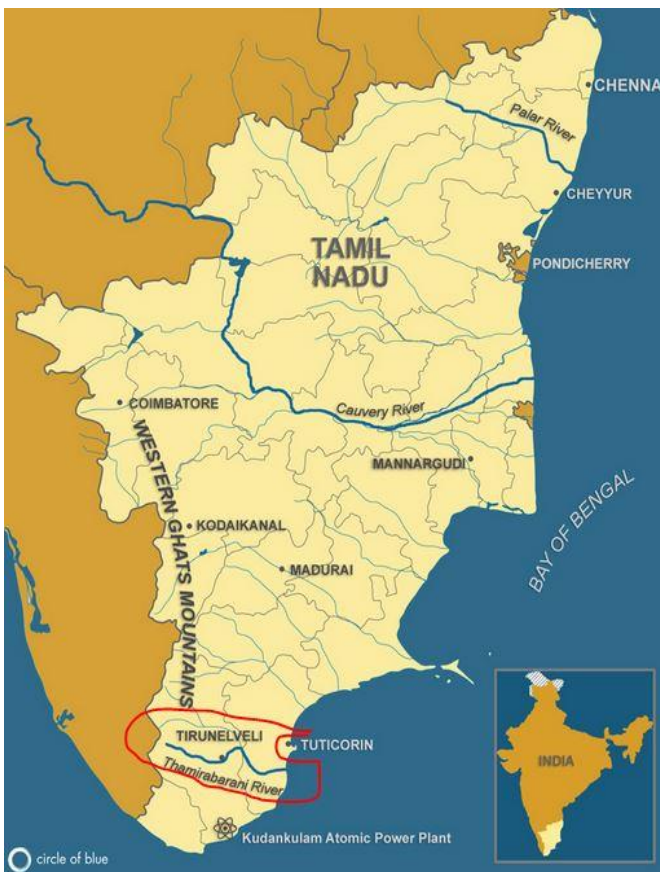 CHENNA
Palar River
CHEYYUR
TAMIL
NADU
PONDICHERRY
COIMBATORE
Cauvery River
WESTERN GHATS MOUNTAINS
MANNARGUDI
BAY OF BENGAL
KODAIKANAL
MADURAI
TIRUNELVELI
TUTICORIN
Thamirabarani River
INDIA
Kudankulam Atomic Power Plant
circle of blue